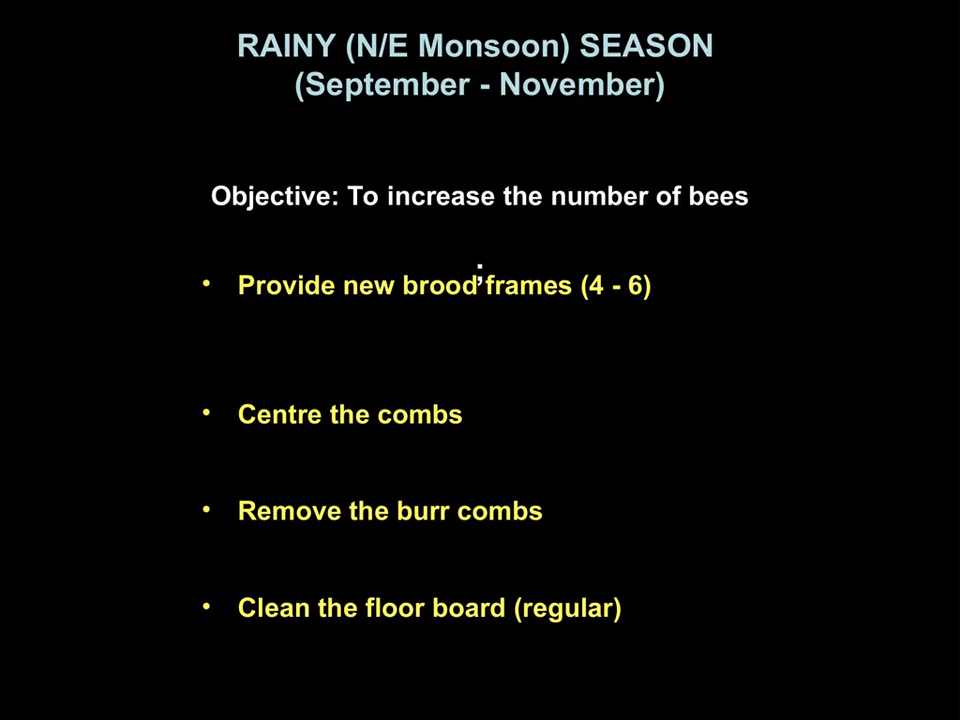 RAINY (N/E Monsoon) SEASON
(September - November)
Objective: To increase the number of bees
;
• Provide new brood frames (4 - 6)
• Centre the combs
• Remove the burr combs
• Clean the floor board (regular)